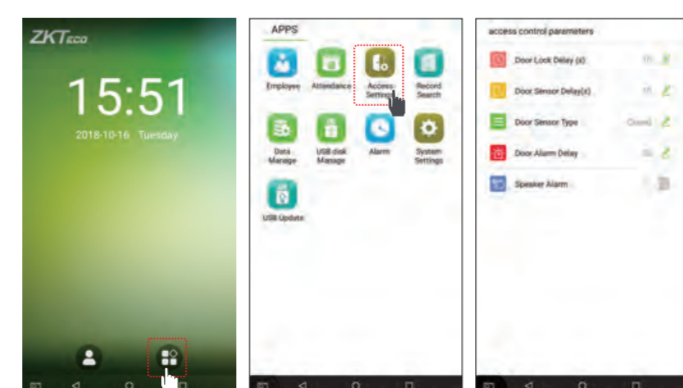 ZKTECO
15:51
2018-10-16 Tuesday
APPS
Employee
Attendance
Access Settings
Record Search
Data Manage
USB disk Manage
Alarm
System Settings
USB Update
access control parameters
Door Lock Delay (s)
Door Sensor Delay(s)
Door Sensor Type
Door Alarm Delay
Speaker Alarm